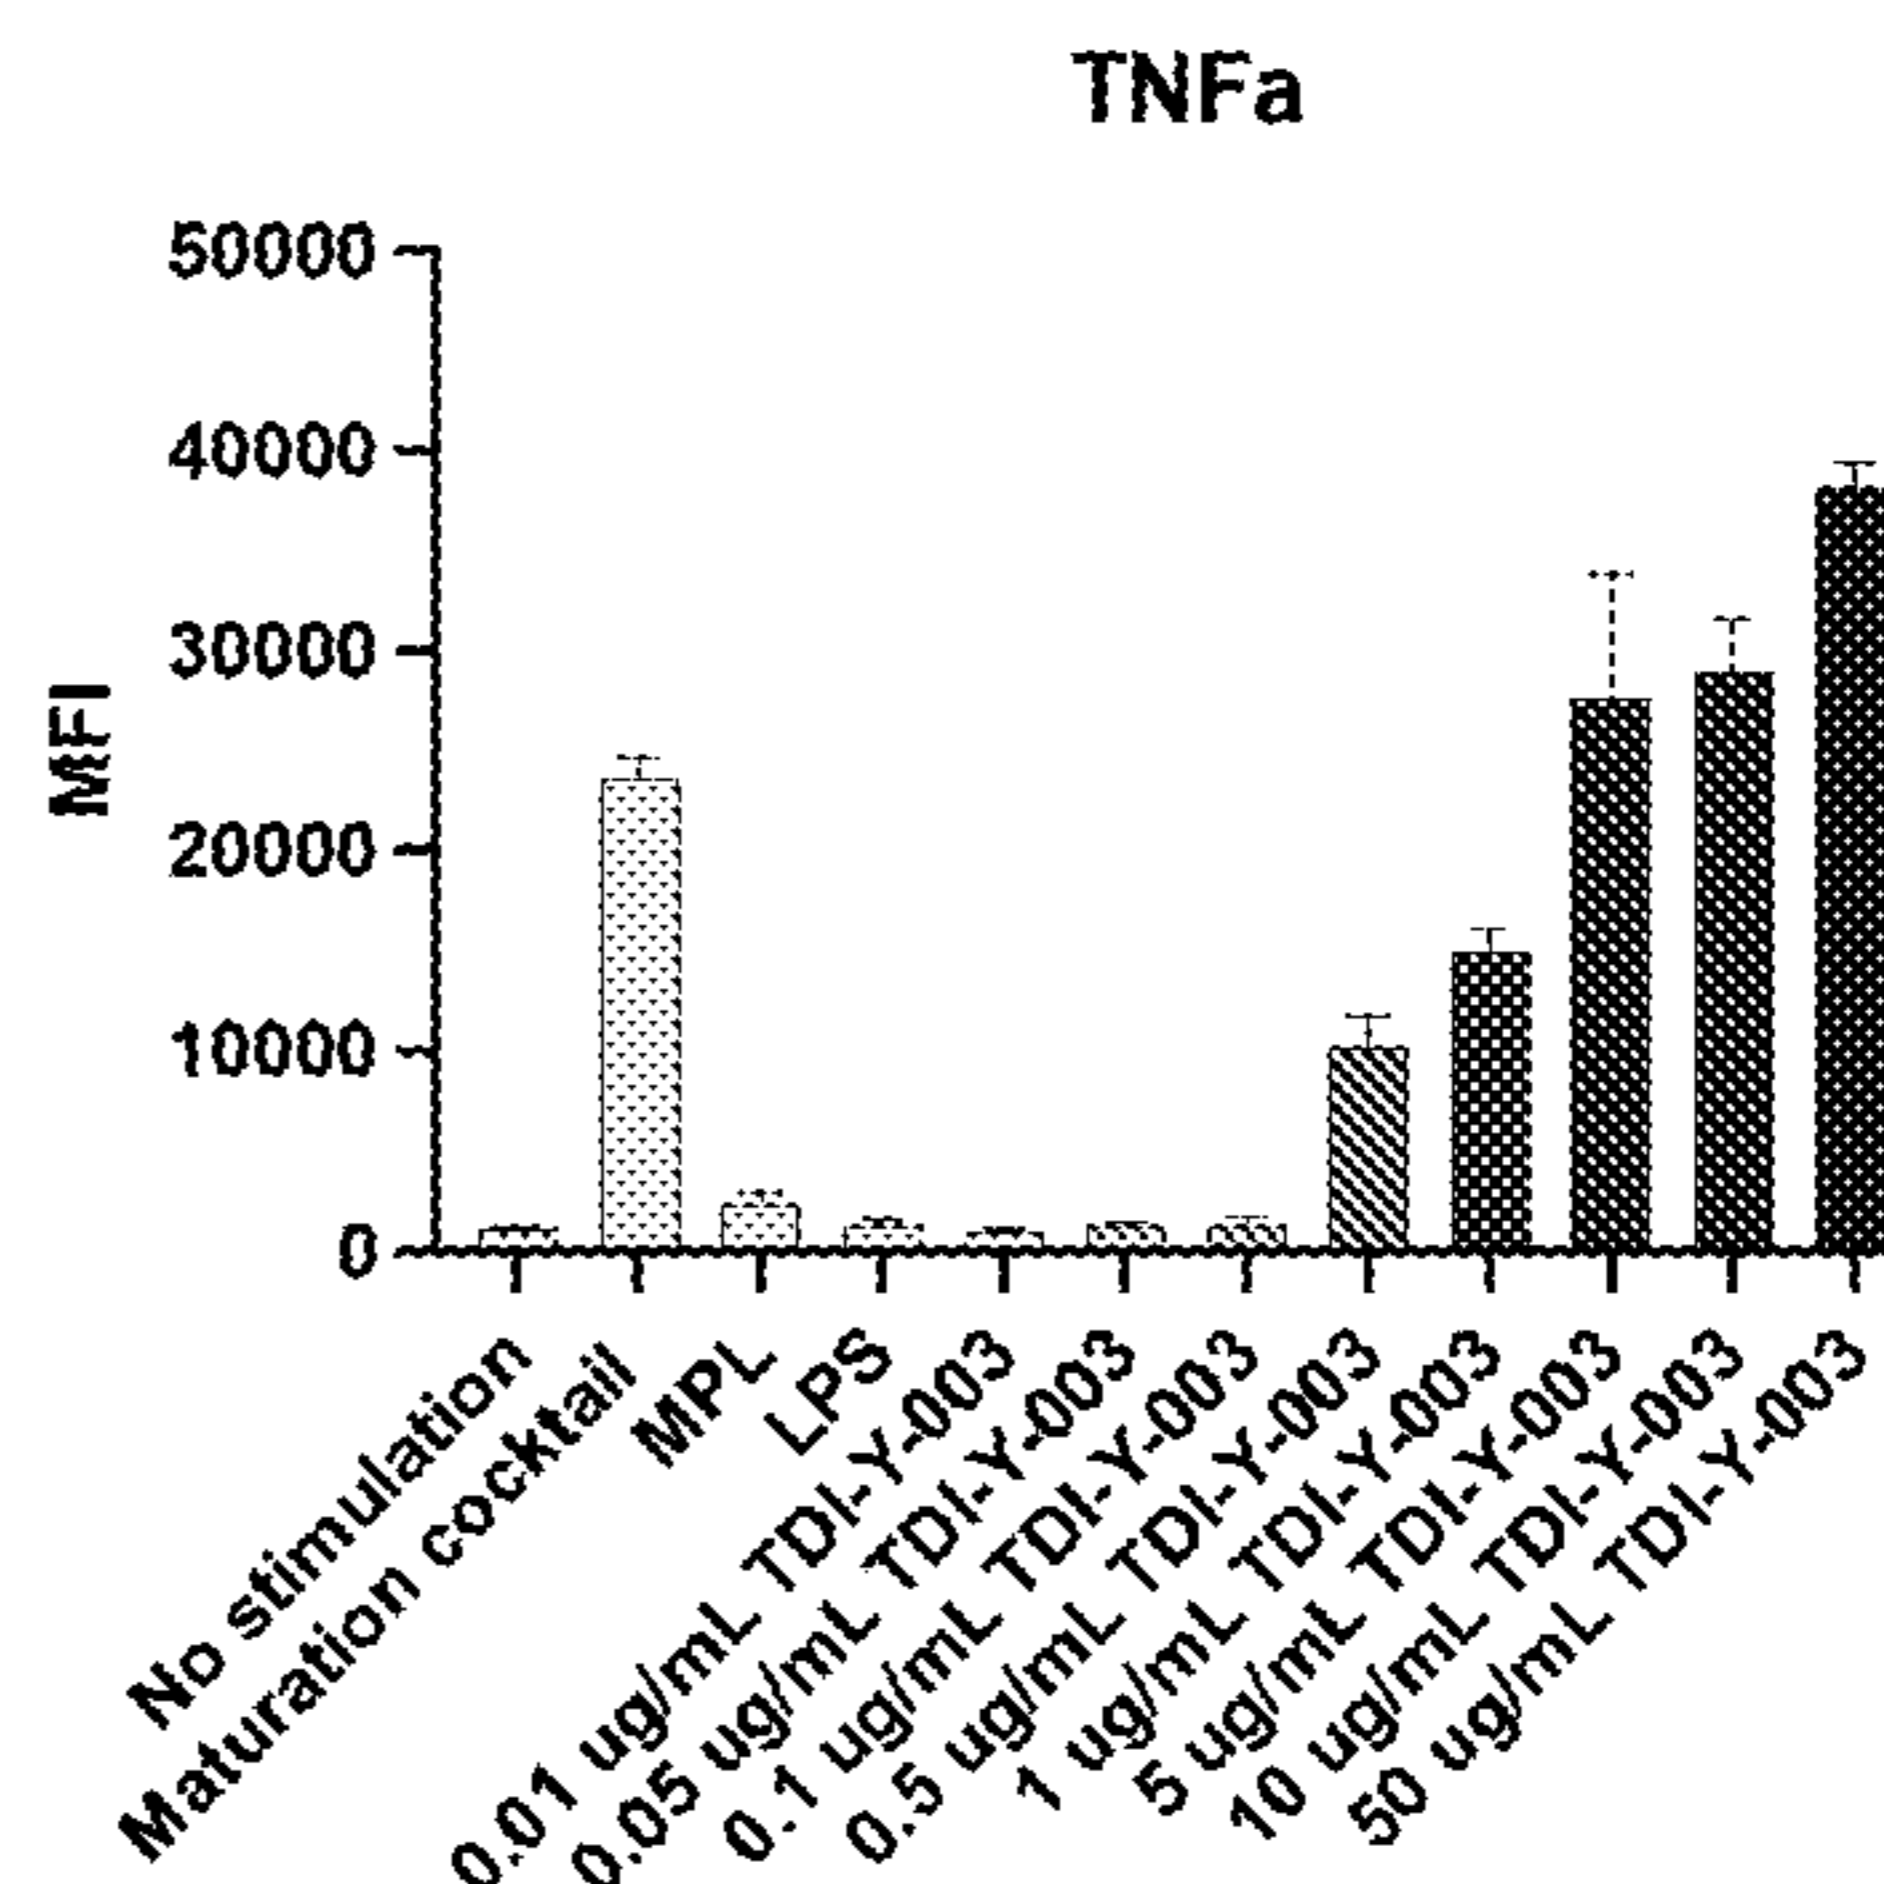 TNFa
50000
40000
30000
20000
10000
0
MFI
No stimulation
Maturation cocktail
MPL
LPS
0.01 ug/mL TDI-Y-003
0.05 ug/mL TDI-Y-003
0.1 ug/mL TDI-Y-003
0.5 ug/mL TDI-Y-003
1 ug/mL TDI-Y-003
5 ug/mL TDI-Y-003
10 ug/mL TDI-Y-003
50 ug/mL TDI-Y-003